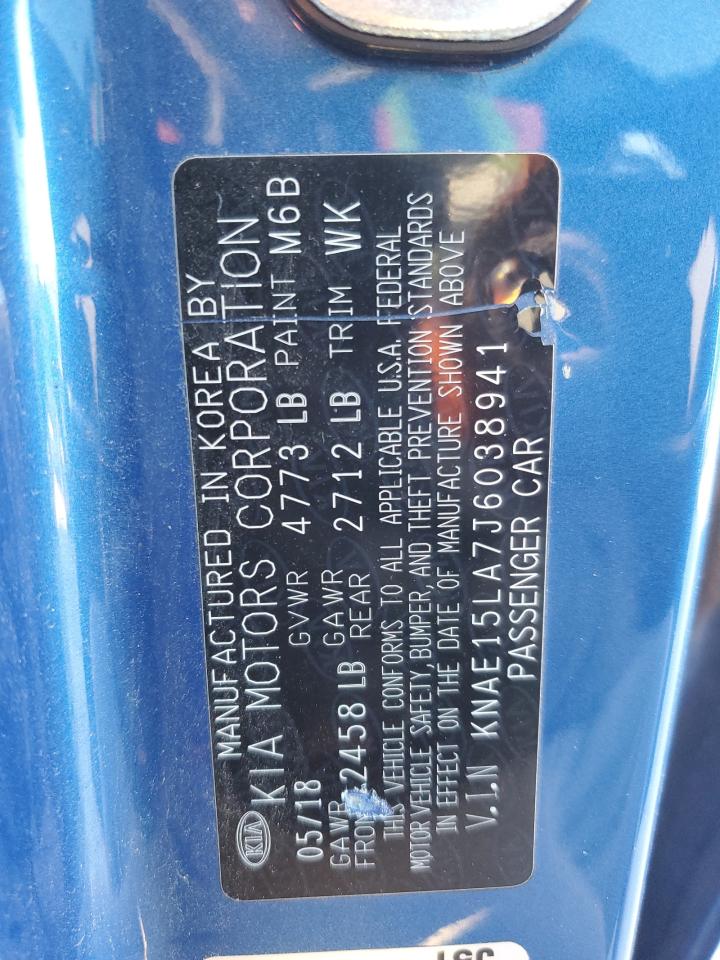 MANUFACTURED IN KOREA BY
KIA KIA MOTORS CORPORATION
05/18 GVWR 4773 LB PAINT M6B
GAWR FRONT 2458 LB GAWR REAR 2712 LB TRIM WK
THIS VEHICLE CONFORMS TO ALL APPLICABLE U.S.A. FEDERAL
MOTOR VEHICLE SAFETY, BUMPER, AND THEFT PREVENTION STANDARDS
IN EFFECT ON THE DATE OF MANUFACTURE SHOWN ABOVE
V.I.N KNAE15LA7J6038941
PASSENGER CAR